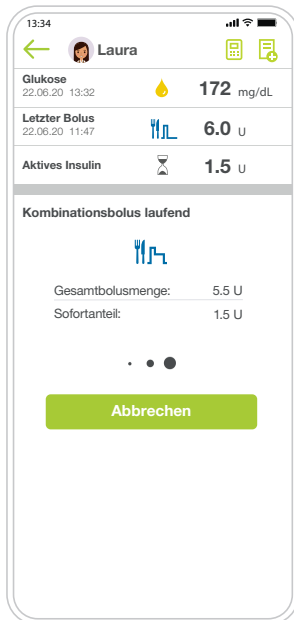 13:34
Laura
Glukose
22.06.20 13:32
172 mg/dL
Letzter Bolus
22.06.20 11:47
6.0 U
Aktives Insulin
1.5 U
Kombinationsbolus laufend
Gesamtbolusmenge: 5.5 U
Sofortanteil: 1.5 U
Abbrechen